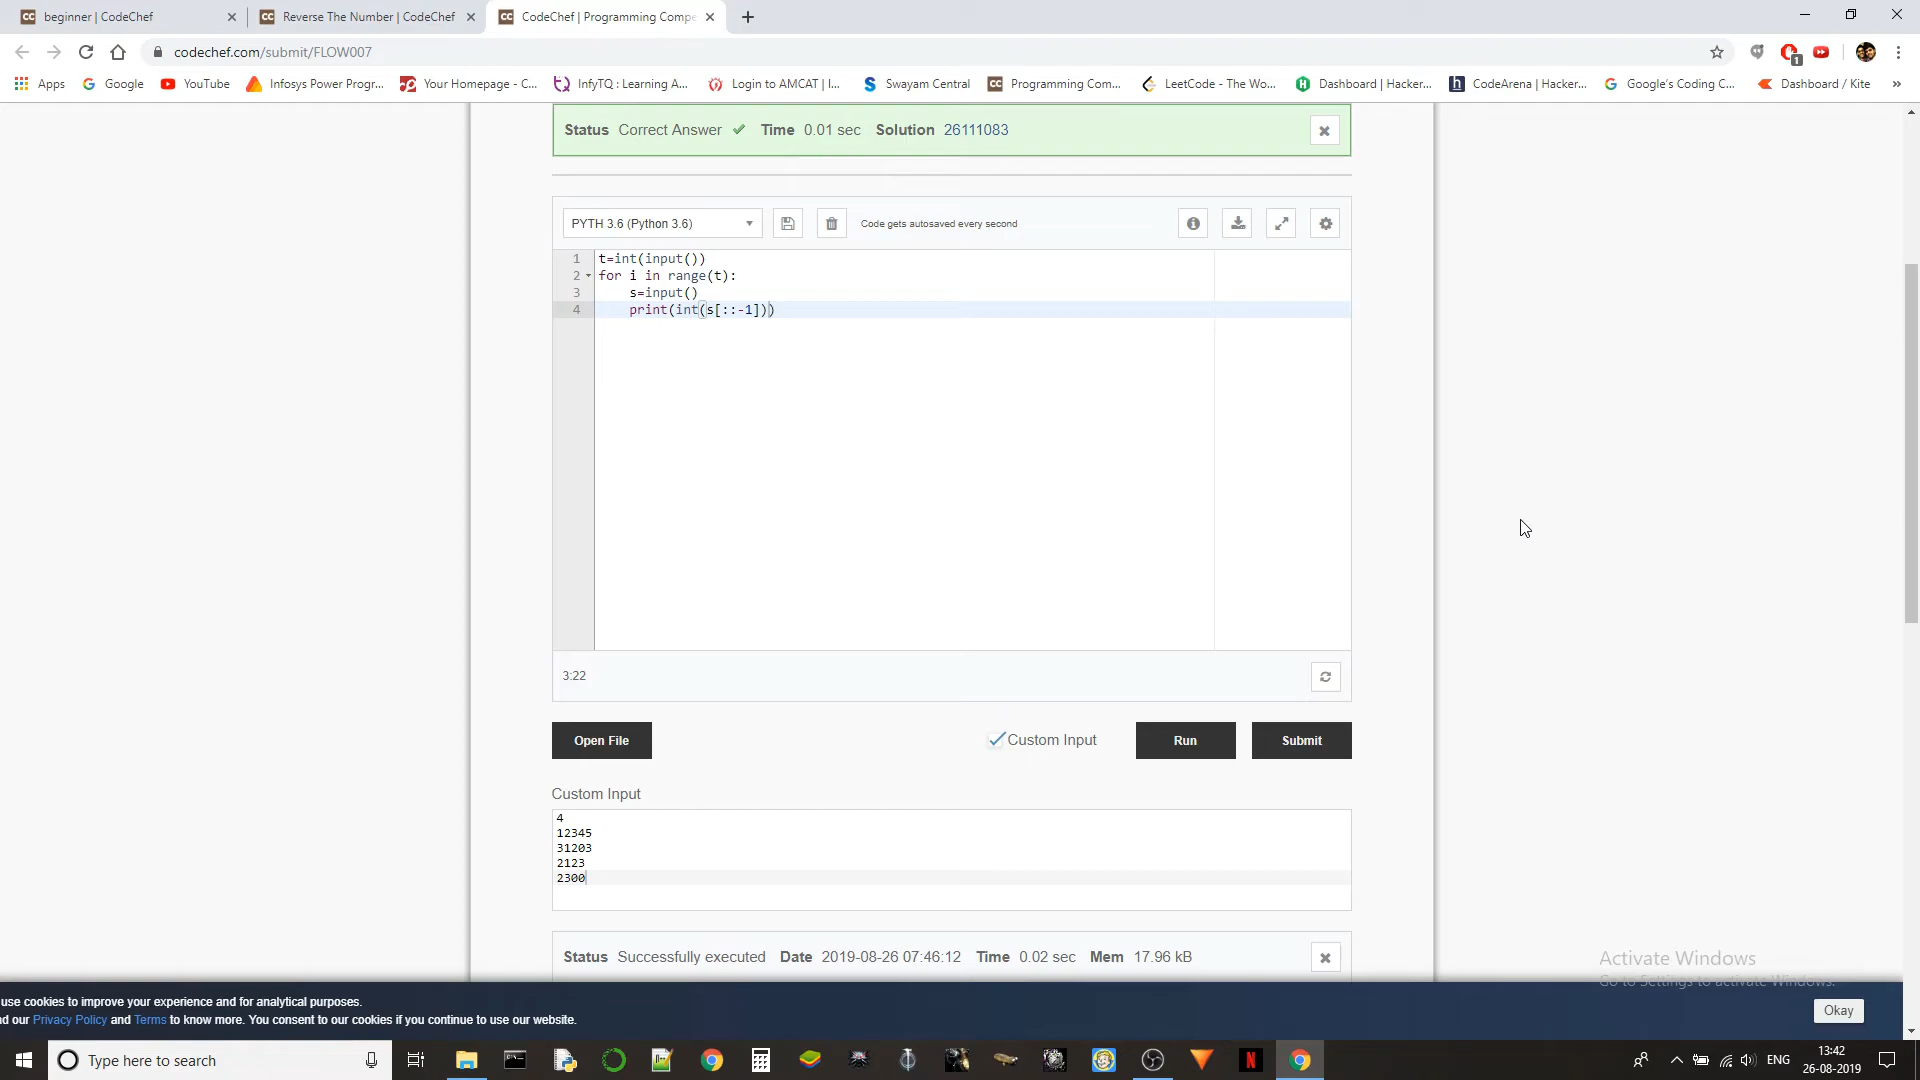 beginner | CodeChef
Reverse The Number | CodeChef
CodeChef | Programming Compe
codechef.com/submit/FLOW007
Apps
Google
YouTube
Infosys Power Progr...
Your Homepage - C...
InfyTQ : Learning A...
Login to AMCAT | I...
Swayam Central
Programming Com...
LeetCode - The Wo...
Dashboard | Hacker...
CodeArena | Hacker...
Google's Coding C...
Dashboard / Kite
Status Correct Answer Time 0.01 sec Solution 26111083
PYTH 3.6 (Python 3.6)
Code gets autosaved every second
1 t=int(input())
2 for i in range(t):
3 s=input()
4 print(int(s[::-1]))
3:22
Open File
Custom Input
Run
Submit
Custom Input
4
12345
31203
2123
2300
Status Successfully executed Date 2019-08-26 07:46:12 Time 0.02 sec Mem 17.96 kB
Activate Windows
Go to Settings to activate Windows.
use cookies to improve your experience and for analytical purposes.
d our Privacy Policy and Terms to know more. You consent to our cookies if you continue to use our website.
Okay
Type here to search
ENG
13:42
26-08-2019